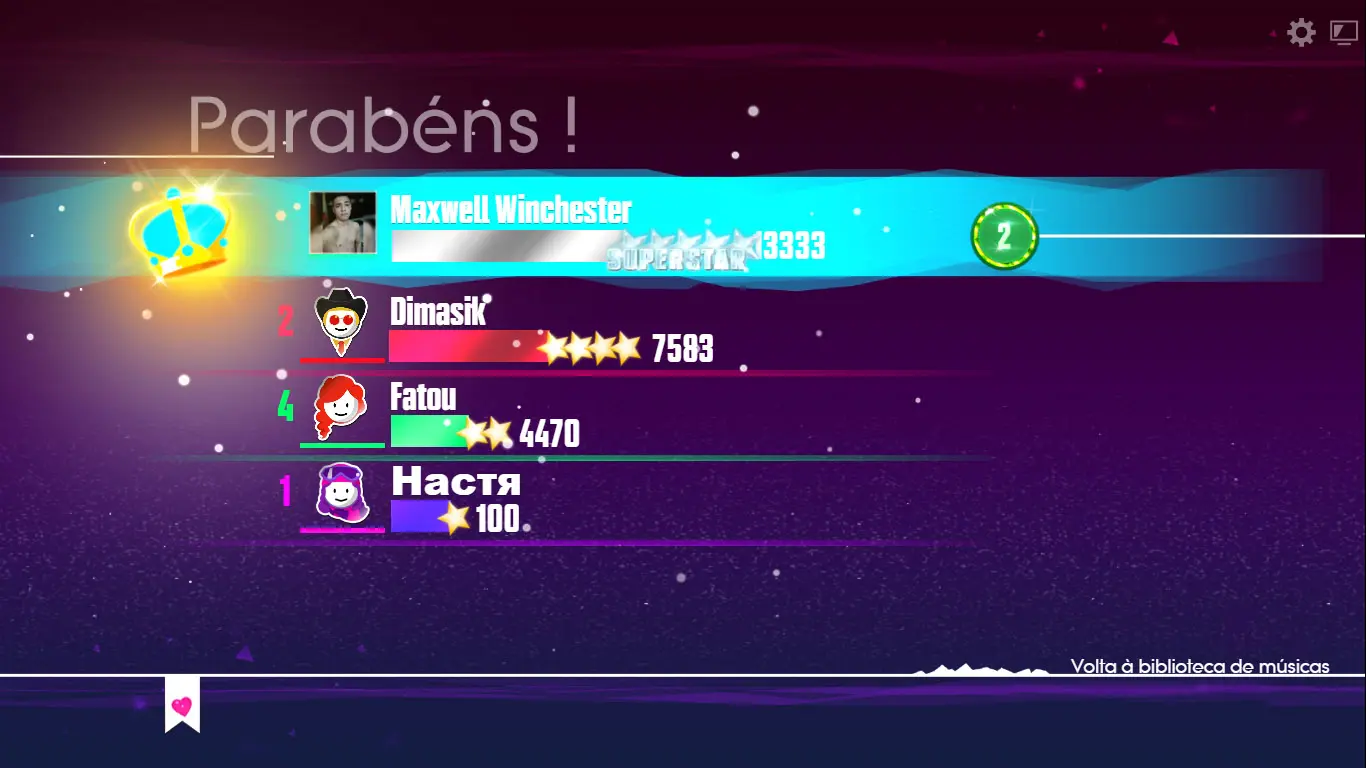 Parabéns !
Maxwell Winchester
SUPERSTAR 13333
2
2 Dimasik
7583
4 Fatou
4470
1 Настя
100
Volta à biblioteca de músicas